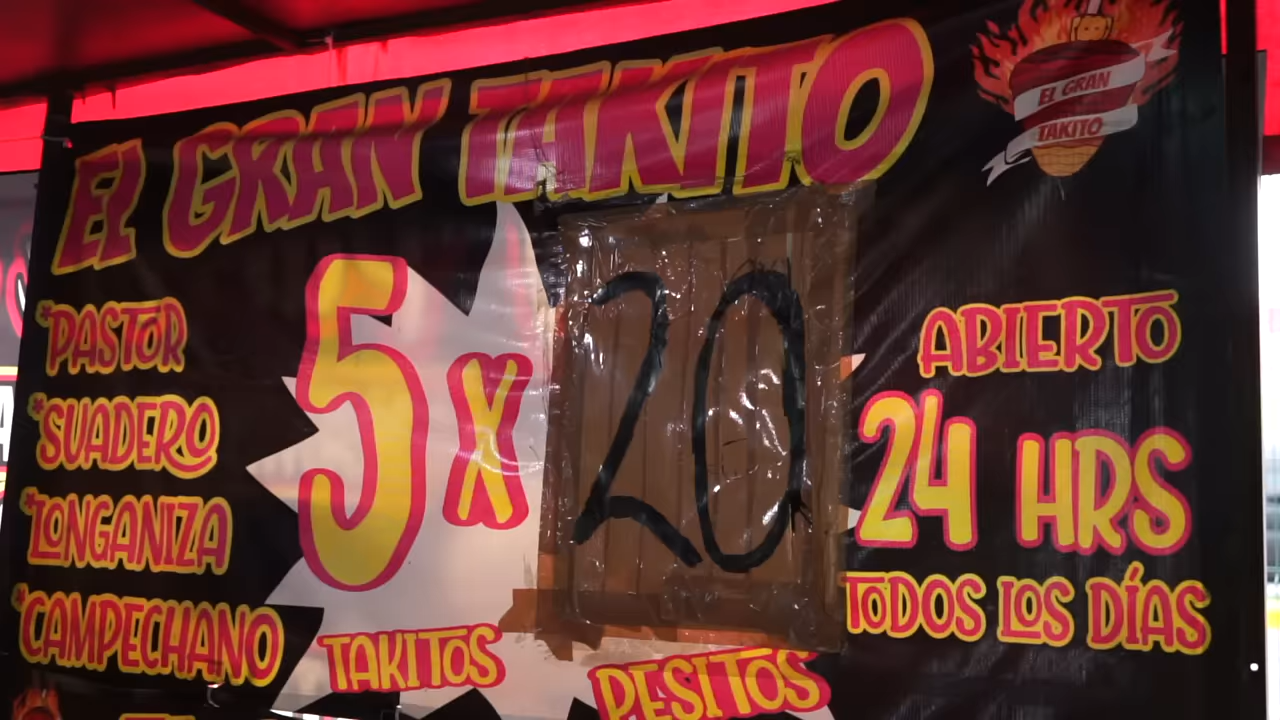 EL GRAN TAKITO
EL GRAN
TAKITO
*PASTOR
*SUADERO
*LONGANIZA
*CAMPECHANO
5 X 20
TAKITOS
PESITOS
ABIERTO
24 HRS
TODOS LOS DÍAS